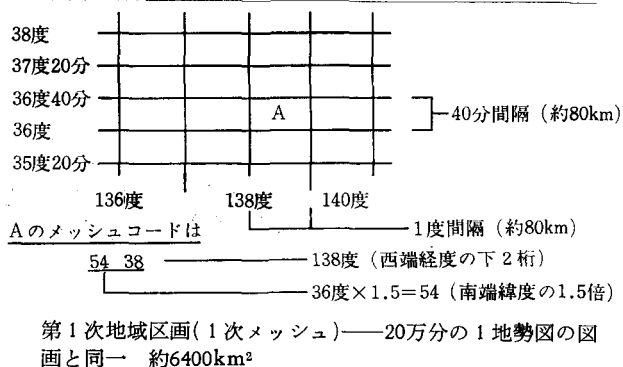 38度
37度20分
36度40分
A
40分間隔（約80km）
36度
35度20分
136度
138度
140度
1度間隔（約80km）
Aのメッシュコードは
54 38
138度（西端経度の下2桁）
36度×1.5=54（南端緯度の1.5倍）
第1次地域区画(1次メッシュ)――20万分の1地勢図の図
画と同一 約6400km²